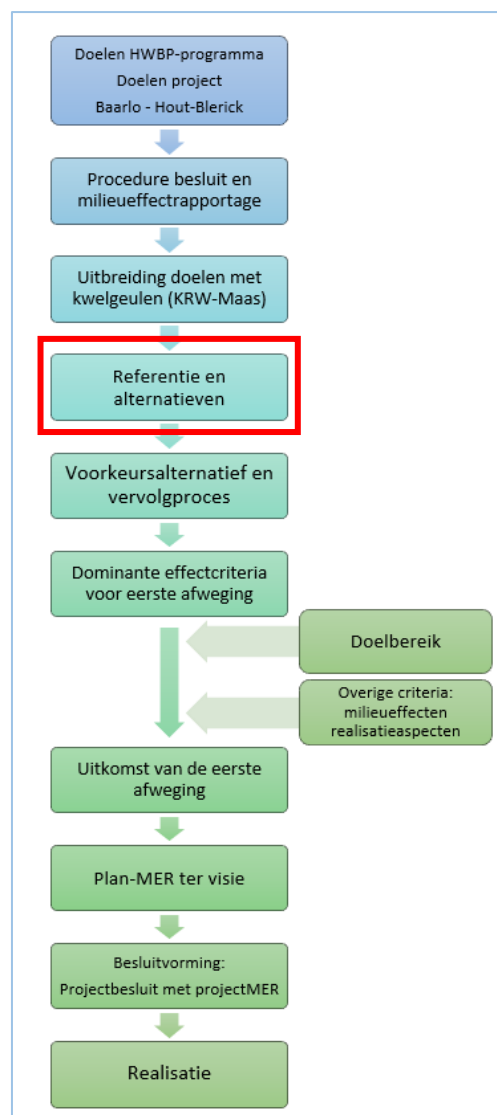 Doelen HWBP-programma
Doelen project
Baarlo - Hout-Blerick
Procedure besluit en
milieueffectrapportage
Uitbreiding doelen met
kwelgeulen (KRW-Maas)
Referentie en
alternatieven
Voorkeursalternatief en
vervolgproces
Dominante effectcriteria
voor eerste afweging
Doelbereik
Overige criteria:
milieueffecten
realisatieaspecten
Uitkomst van de eerste
afweging
Plan-MER ter visie
Besluitvorming:
Projectbesluit met projectMER
Realisatie